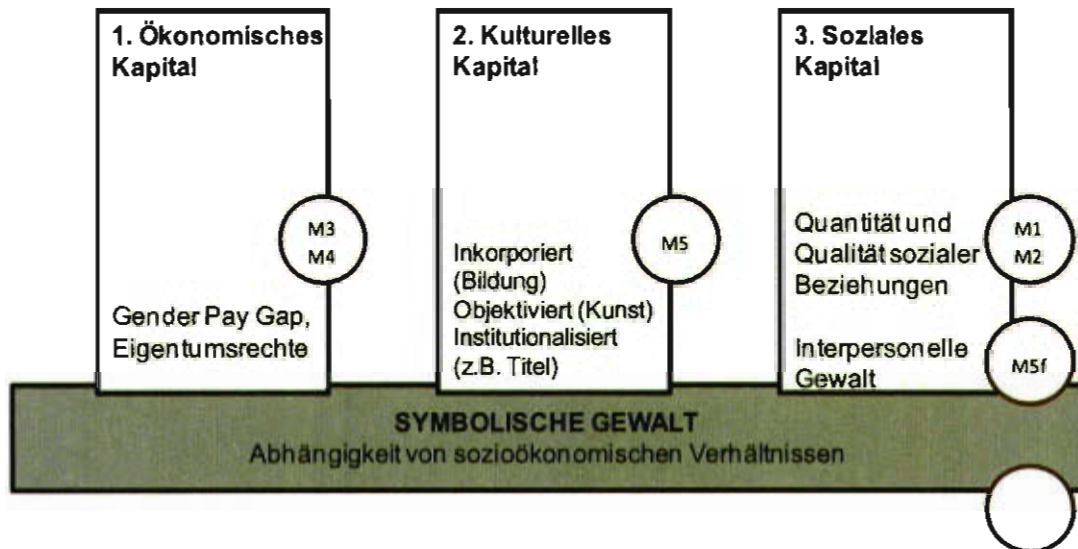 1. Ökonomisches
Kapital
M3
M4
Gender Pay Gap,
Eigentumsrechte
2. Kulturelles
Kapital
M5
Inkorporiert
(Bildung)
Objektiviert (Kunst)
Institutionalisiert
(z.B. Titel)
3. Soziales
Kapital
Quantität und
Qualität sozialer
Beziehungen
M1
M2
Interpersonelle
Gewalt
M5f
SYMBOLISCHE GEWALT
Abhängigkeit von sozioökonomischen Verhältnissen